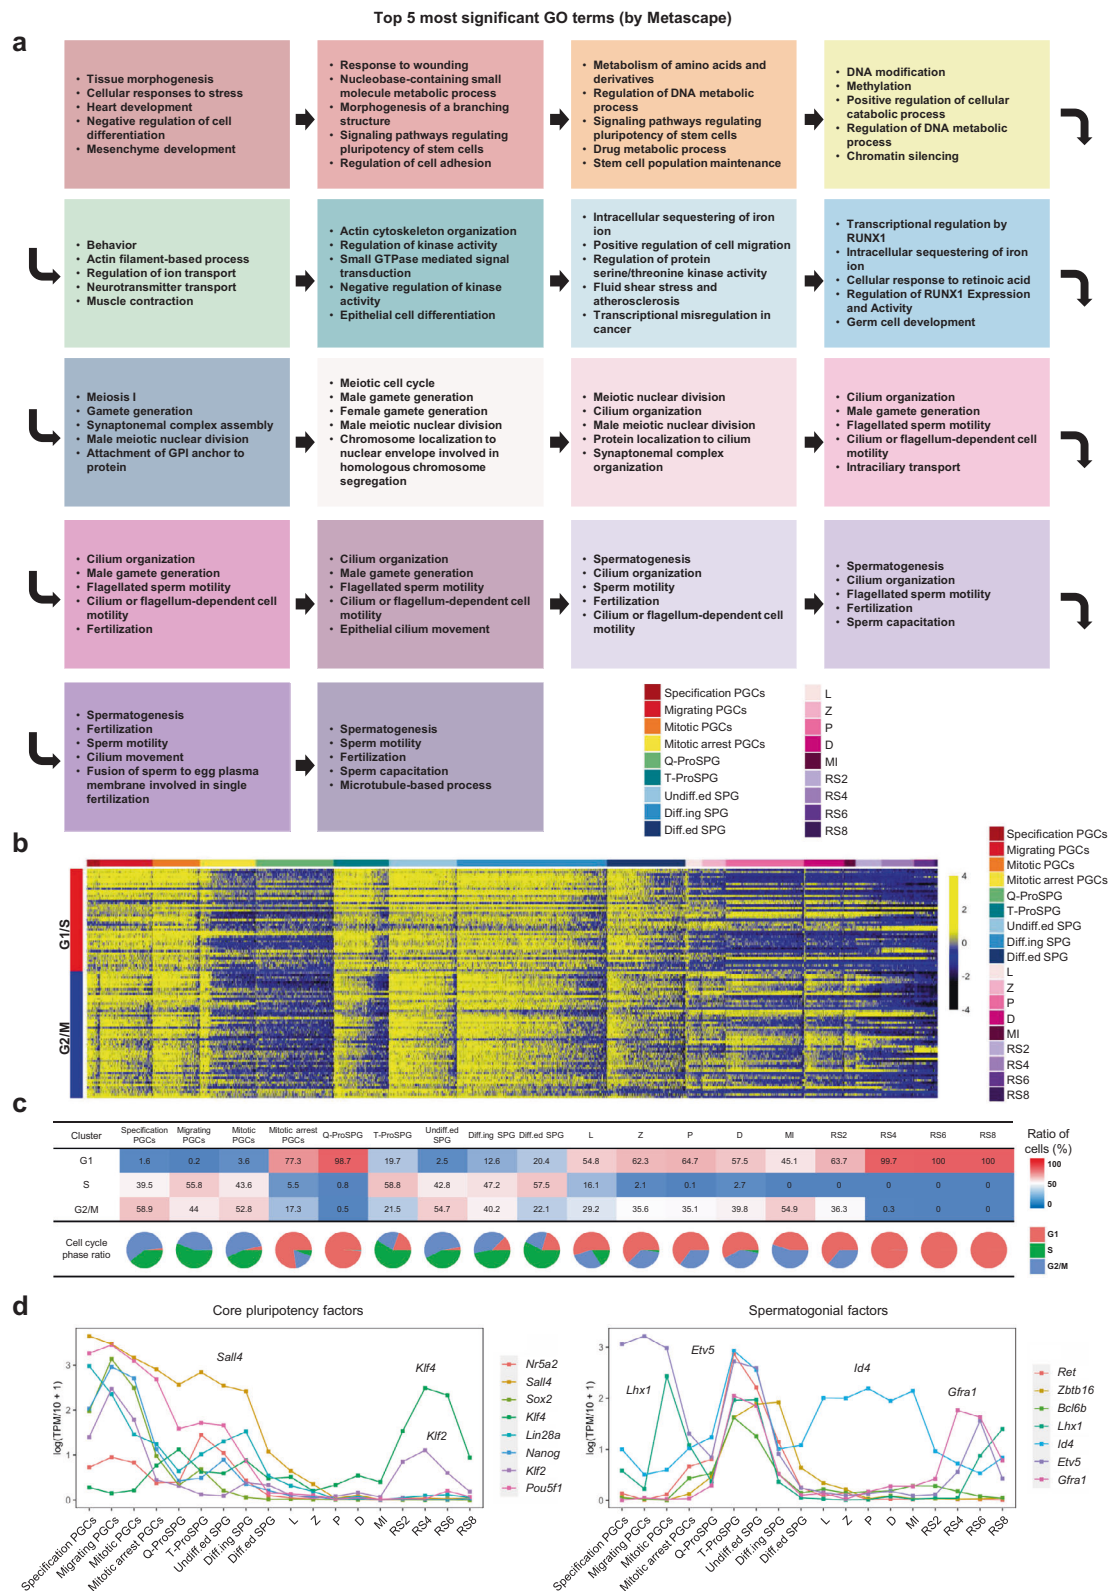 Top 5 most significant GO terms (by Metascape)
a
• Tissue morphogenesis
• Cellular responses to stress
• Heart development
• Negative regulation of cell
differentiation
• Mesenchyme development
• Response to wounding
• Nucleobase-containing small
molecule metabolic process
• Morphogenesis of a branching
structure
• Signaling pathways regulating
pluripotency of stem cells
• Regulation of cell adhesion
• Metabolism of amino acids and
derivatives
• Regulation of DNA metabolic
process
• Signaling pathways regulating
pluripotency of stem cells
• Drug metabolic process
• Stem cell population maintenance
• DNA modification
• Methylation
• Positive regulation of cellular
catabolic process
• Regulation of DNA metabolic
process
• Chromatin silencing
• Behavior
• Actin filament-based process
• Regulation of ion transport
• Neurotransmitter transport
• Muscle contraction
• Actin cytoskeleton organization
• Regulation of kinase activity
• Small GTPase mediated signal
transduction
• Negative regulation of kinase
activity
• Epithelial cell differentiation
• Intracellular sequestering of iron
ion
• Positive regulation of cell migration
• Regulation of protein
serine/threonine kinase activity
• Fluid shear stress and
atherosclerosis
• Transcriptional misregulation in
cancer
• Transcriptional regulation by
RUNX1
• Intracellular sequestering of iron
ion
• Cellular response to retinoic acid
• Regulation of RUNX1 Expression
and Activity
• Germ cell development
• Meiosis I
• Gamete generation
• Synaptonemal complex assembly
• Male meiotic nuclear division
• Attachment of GPI anchor to
protein
• Meiotic cell cycle
• Male gamete generation
• Female gamete generation
• Male meiotic nuclear division
• Chromosome localization to
nuclear envelope involved in
homologous chromosome
segregation
• Meiotic nuclear division
• Cilium organization
• Male meiotic nuclear division
• Protein localization to cilium
• Synaptonemal complex
organization
• Cilium organization
• Male gamete generation
• Flagellated sperm motility
• Cilium or flagellum-dependent cell
motility
• Intraciliary transport
• Cilium organization
• Male gamete generation
• Flagellated sperm motility
• Cilium or flagellum-dependent cell
motility
• Fertilization
• Cilium organization
• Male gamete generation
• Flagellated sperm motility
• Cilium or flagellum-dependent cell
motility
• Epithelial cilium movement
• Spermatogenesis
• Cilium organization
• Sperm motility
• Fertilization
• Cilium or flagellum-dependent cell
motility
• Spermatogenesis
• Cilium organization
• Flagellated sperm motility
• Fertilization
• Sperm capacitation
• Spermatogenesis
• Fertilization
• Sperm motility
• Cilium movement
• Fusion of sperm to egg plasma
membrane involved in single
fertilization
• Spermatogenesis
• Sperm motility
• Fertilization
• Sperm capacitation
• Microtubule-based process
Specification PGCs
Migrating PGCs
Mitotic PGCs
Mitotic arrest PGCs
Q-ProSPG
T-ProSPG
Undiff.ed SPG
Diff.ing SPG
Diff.ed SPG
L
Z
P
D
MI
RS2
RS4
RS6
RS8
b
G1/S
G2/M
4
2
0
-2
-4
Specification PGCs
Migrating PGCs
Mitotic PGCs
Mitotic arrest PGCs
Q-ProSPG
T-ProSPG
Undiff.ed SPG
Diff.ing SPG
Diff.ed SPG
L
Z
P
D
MI
RS2
RS4
RS6
RS8
c
Cluster Specification PGCs Migrating PGCs Mitotic PGCs Mitotic arrest PGCs Q-ProSPG T-ProSPG Undiff.ed SPG Diff.ing SPG Diff.ed SPG L Z P D MI RS2 RS4 RS6 RS8
G1 1.6 0.2 3.6 77.3 98.7 19.7 2.5 12.6 20.4 54.8 62.3 64.7 57.5 45.1 63.7 99.7 100 100
S 39.5 55.8 43.6 5.5 0.8 58.8 42.8 47.2 57.5 16.1 2.1 0.1 2.7 0 0 0 0 0
G2/M 58.9 44 52.8 17.3 0.5 21.5 54.7 40.2 22.1 29.2 35.6 35.1 39.8 54.9 36.3 0.3 0 0
Cell cycle
phase ratio
Ratio of
cells (%)
100
50
0
G1
S
G2/M
d
Core pluripotency factors
log(TPM/10 + 1)
3
2
1
0
Sall4
Klf4
Klf2
Specification PGCs
Migrating PGCs
Mitotic PGCs
Mitotic arrest PGCs
Q-ProSPG
T-ProSPG
Undiff.ed SPG
Diff.ing SPG
Diff.ed SPG
L
Z
P
D
MI
RS2
RS4
RS6
RS8
Nr5a2
Sall4
Sox2
Klf4
Lin28a
Nanog
Klf2
Pou5f1
Spermatogonial factors
log(TPM/10 + 1)
3
2
1
0
Etv5
Lhx1
Id4
Gfra1
Specification PGCs
Migrating PGCs
Mitotic PGCs
Mitotic arrest PGCs
Q-ProSPG
T-ProSPG
Undiff.ed SPG
Diff.ing SPG
Diff.ed SPG
L
Z
P
D
MI
RS2
RS4
RS6
RS8
Ret
Zbtb16
Bcl6b
Lhx1
Id4
Etv5
Gfra1